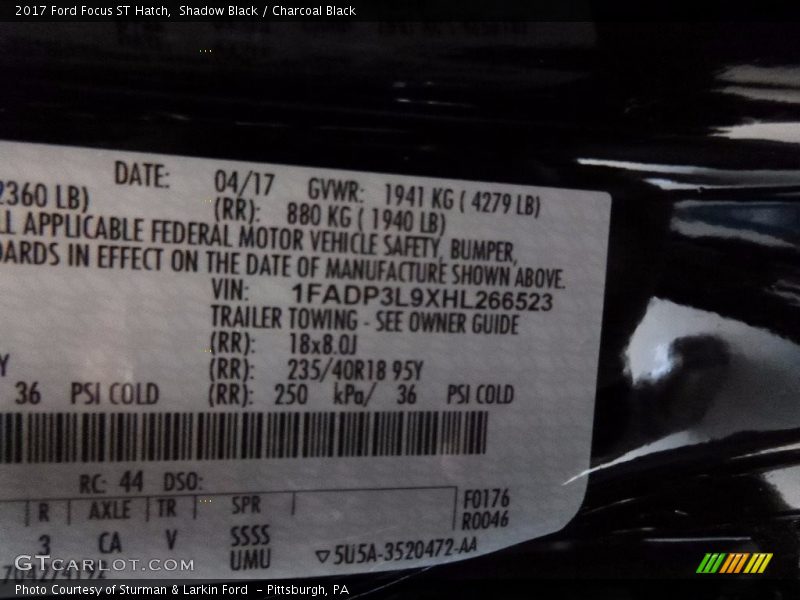 2017 Ford Focus ST Hatch, Shadow Black / Charcoal Black
DATE: 04/17 GVWR: 1941 KG ( 4279 LB)
2360 LB) (RR): 880 KG ( 1940 LB)
LL APPLICABLE FEDERAL MOTOR VEHICLE SAFETY, BUMPER,
DARDS IN EFFECT ON THE DATE OF MANUFACTURE SHOWN ABOVE.
VIN: 1FADP3L9XHL266523
TRAILER TOWING - SEE OWNER GUIDE
(RR): 18x8.0J
Y (RR): 235/40R18 95Y
36 PSI COLD (RR): 250 kPa/ 36 PSI COLD
RC: 44 DSO:
R AXLE TR SPR F0176
R0046
3 CA V SSSS
UMU ▽5U5A-3520472-AA
GTCARLOT.COM
Photo Courtesy of Sturman & Larkin Ford - Pittsburgh, PA